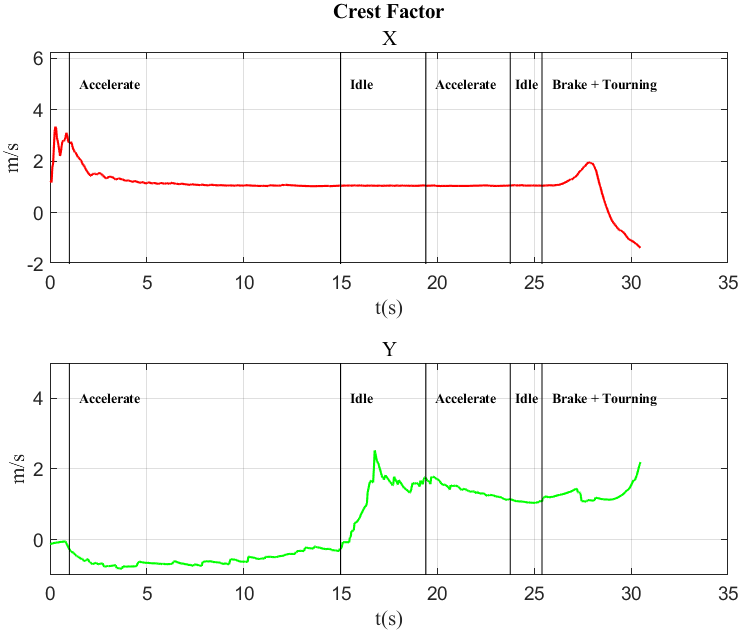 Crest Factor
X
6
4
2
0
-2
m/s
Accelerate Idle Accelerate Idle Brake + Tourning
0 5 10 15 20 25 30 35
t(s)
Y
4
2
0
m/s
Accelerate Idle Accelerate Idle Brake + Tourning
0 5 10 15 20 25 30 35
t(s)